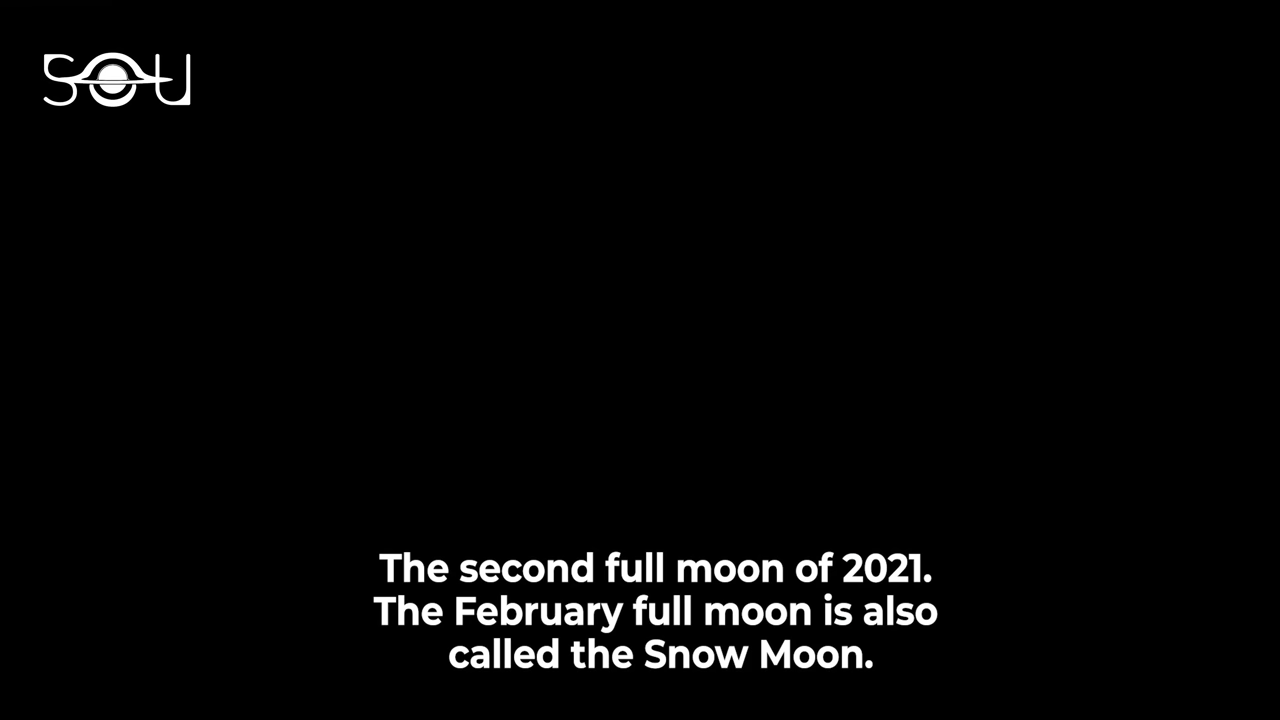 SOU
The second full moon of 2021.
The February full moon is also
called the Snow Moon.